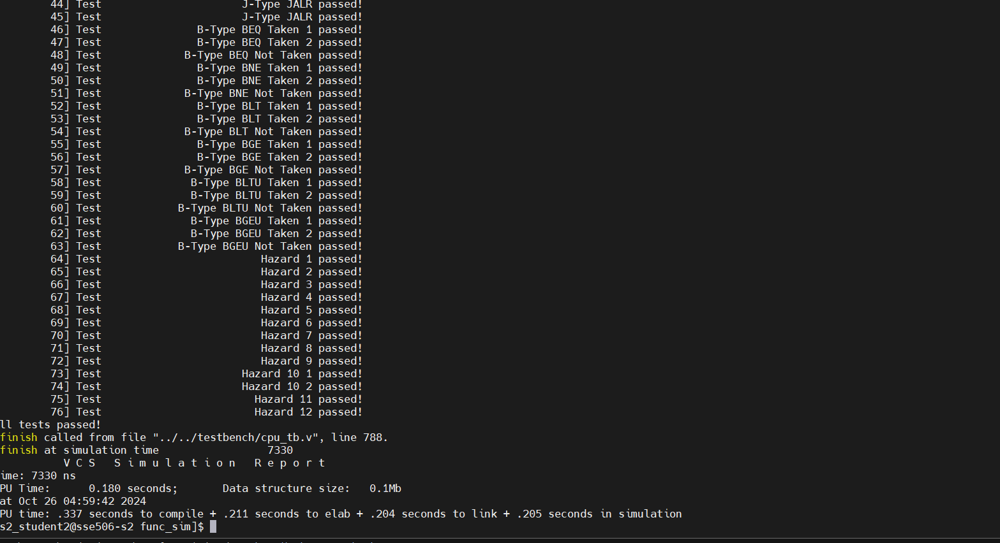 44] Test                      J-Type JALR passed!
45] Test                      J-Type JALR passed!
46] Test               B-Type BEQ Taken 1 passed!
47] Test               B-Type BEQ Taken 2 passed!
48] Test             B-Type BEQ Not Taken passed!
49] Test               B-Type BNE Taken 1 passed!
50] Test               B-Type BNE Taken 2 passed!
51] Test             B-Type BNE Not Taken passed!
52] Test               B-Type BLT Taken 1 passed!
53] Test               B-Type BLT Taken 2 passed!
54] Test             B-Type BLT Not Taken passed!
55] Test               B-Type BGE Taken 1 passed!
56] Test               B-Type BGE Taken 2 passed!
57] Test             B-Type BGE Not Taken passed!
58] Test              B-Type BLTU Taken 1 passed!
59] Test              B-Type BLTU Taken 2 passed!
60] Test            B-Type BLTU Not Taken passed!
61] Test              B-Type BGEU Taken 1 passed!
62] Test              B-Type BGEU Taken 2 passed!
63] Test            B-Type BGEU Not Taken passed!
64] Test                         Hazard 1 passed!
65] Test                         Hazard 2 passed!
66] Test                         Hazard 3 passed!
67] Test                         Hazard 4 passed!
68] Test                         Hazard 5 passed!
69] Test                         Hazard 6 passed!
70] Test                         Hazard 7 passed!
71] Test                         Hazard 8 passed!
72] Test                         Hazard 9 passed!
73] Test                      Hazard 10 1 passed!
74] Test                      Hazard 10 2 passed!
75] Test                        Hazard 11 passed!
76] Test                        Hazard 12 passed!
ll tests passed!
finish called from file "../../testbench/cpu_tb.v", line 788.
finish at simulation time                 7330
V C S   S i m u l a t i o n   R e p o r t
ime: 7330 ns
PU Time:      0.180 seconds;       Data structure size:   0.1Mb
at Oct 26 04:59:42 2024
PU time: .337 seconds to compile + .211 seconds to elab + .204 seconds to link + .205 seconds in simulation
s2_student2@sse506-s2 func_sim]$